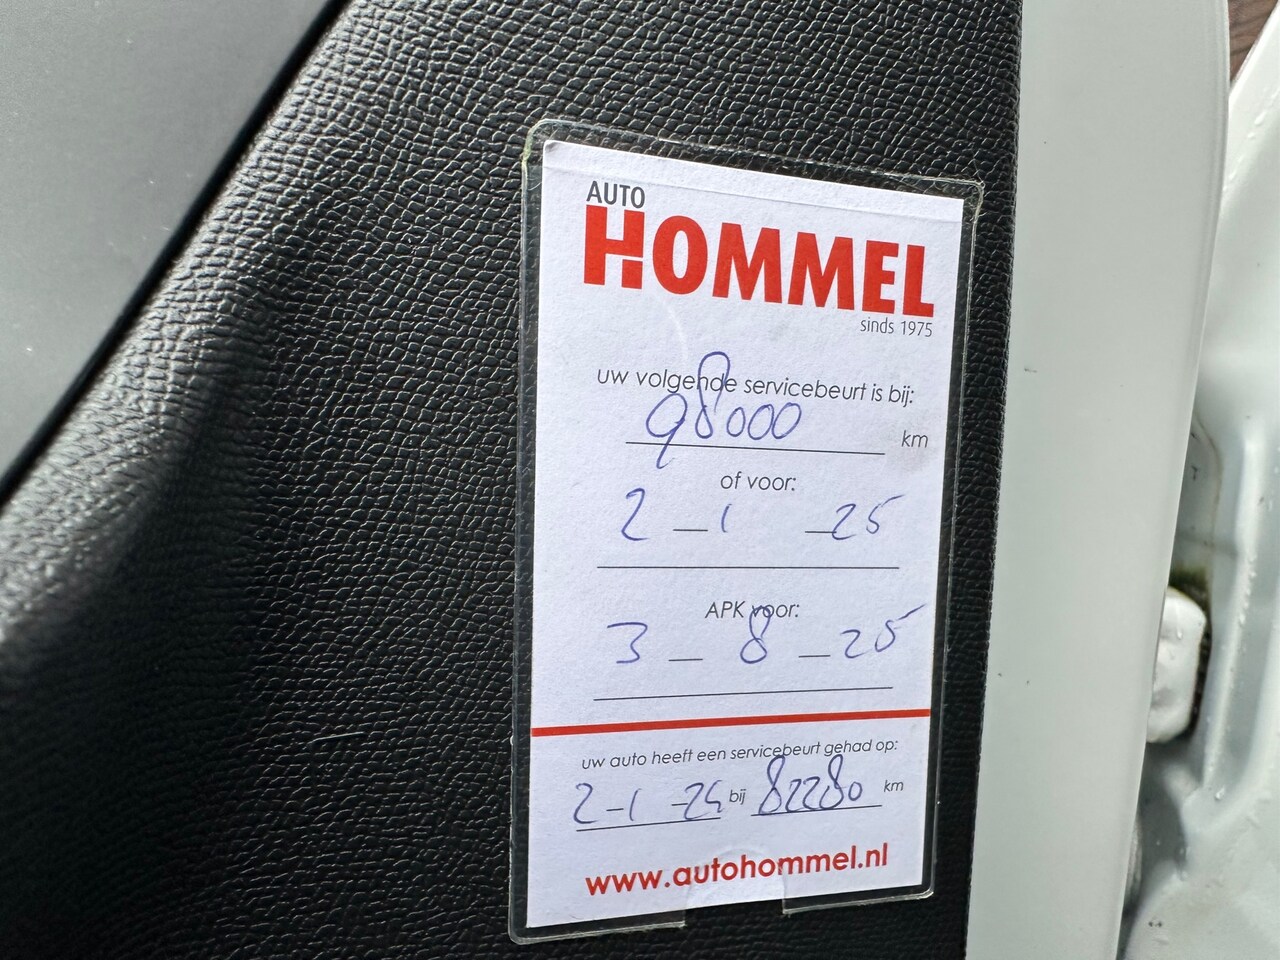 AUTO
HOMMEL
sinds 1975
uw volgende servicebeurt is bij:
98000 km
of voor:
2 - 1 - 25
APK voor:
3 - 8 - 25
uw auto heeft een servicebeurt gehad op:
2-1-24 bij 82280 km
www.autohommel.nl